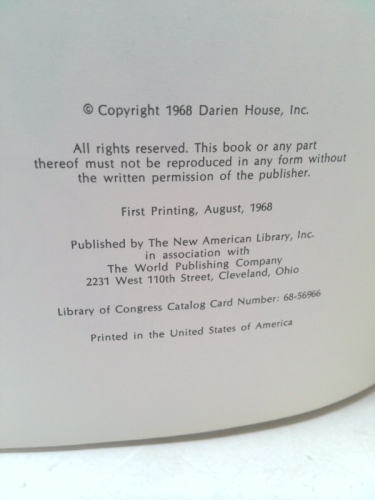 © Copyright 1968 Darien House, Inc.
All rights reserved. This book or any part
thereof must not be reproduced in any form without
the written permission of the publisher.
First Printing, August, 1968
Published by The New American Library, Inc.
in association with
The World Publishing Company
2231 West 110th Street, Cleveland, Ohio
Library of Congress Catalog Card Number: 68-56966
Printed in the United States of America